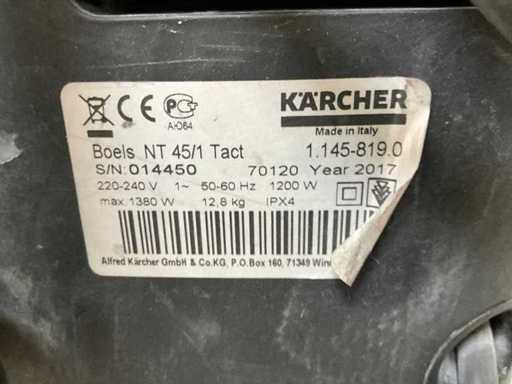 KÄRCHER
AЮ64
Made in Italy
Boels NT 45/1 Tact 1.145-819.0
S/N: 014450 70120 Year 2017
220-240 V 1~ 50-60 Hz 1200 W
max.1380 W 12,8 kg IPX4
Alfred Kärcher GmbH & Co.KG, P.O.Box 160, 71349